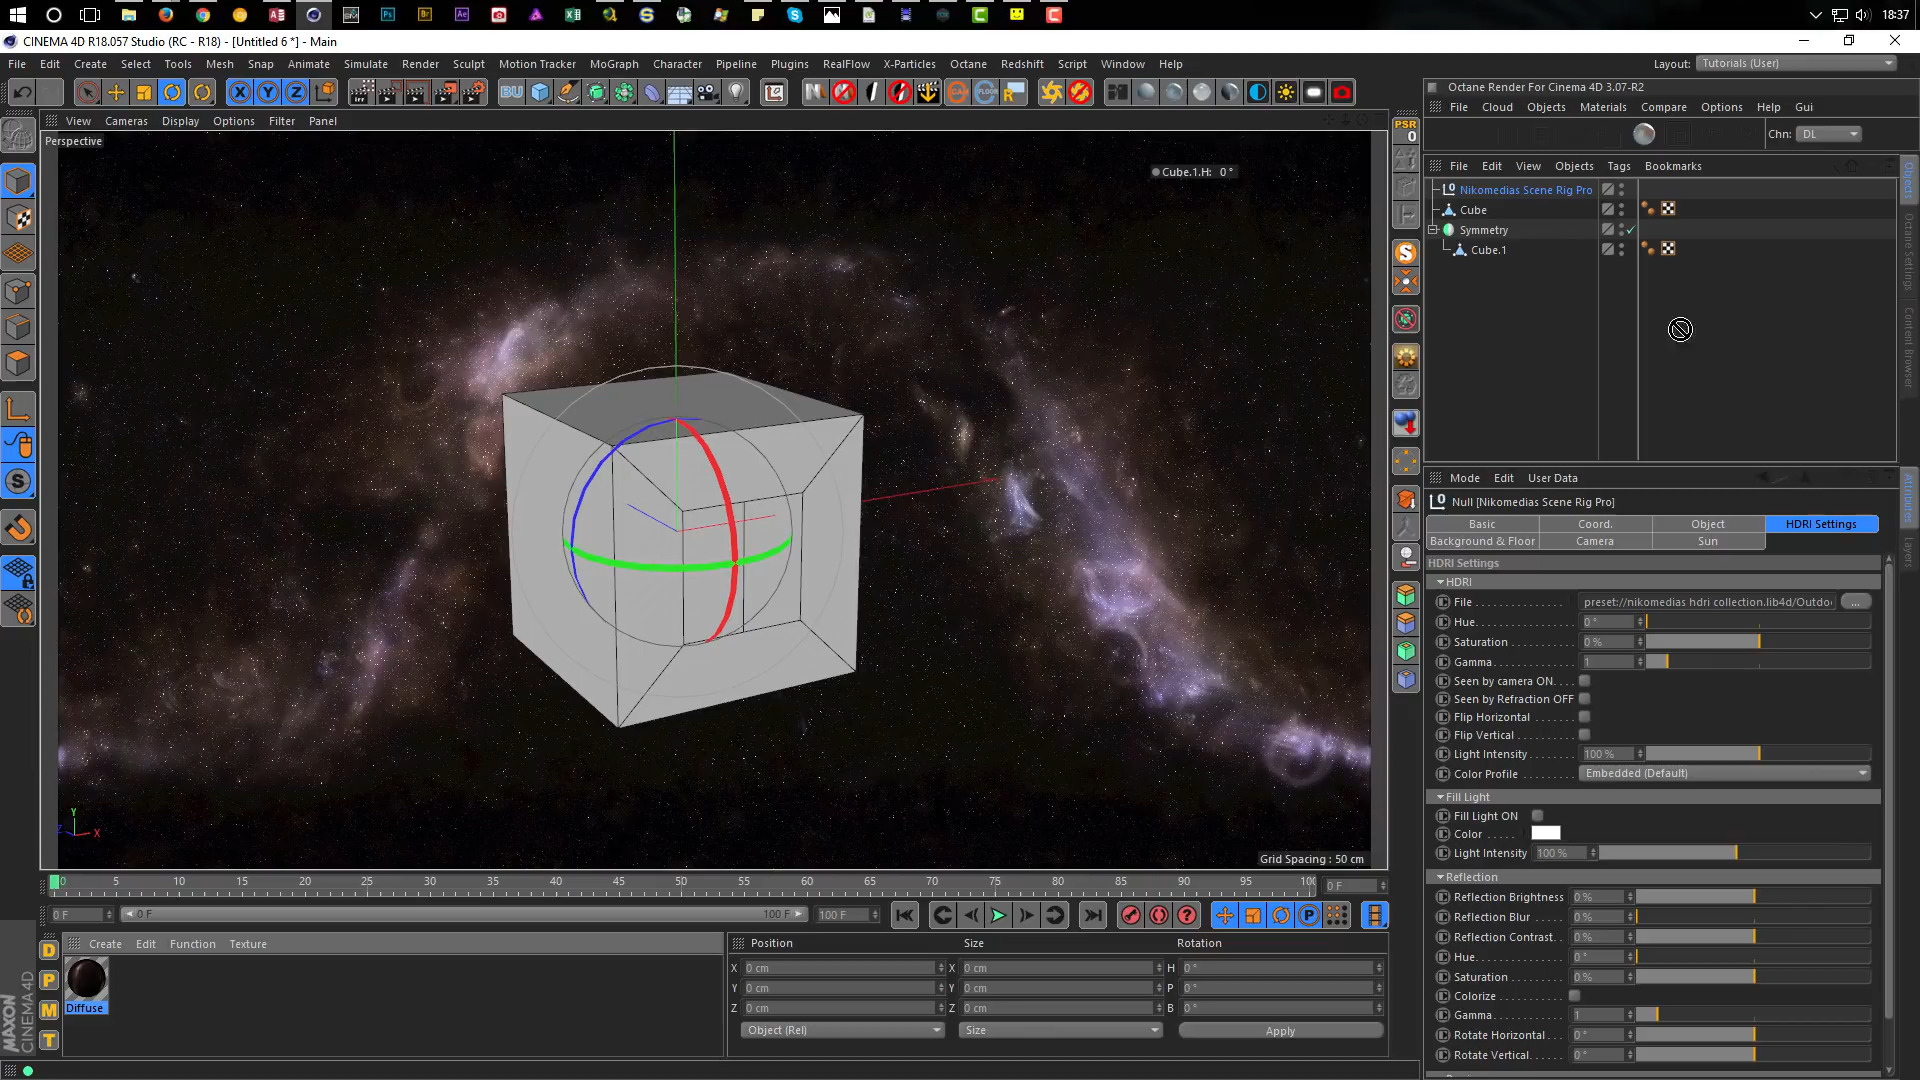 18:37
CINEMA 4D R18.057 Studio (RC - R18) - [Untitled 6 *] - Main
File Edit Create Select Tools Mesh Snap Animate Simulate Render Sculpt Motion Tracker MoGraph Character Pipeline Plugins RealFlow X-Particles Octane Redshift Script Window Help
Layout: Tutorials (User)
Octane Render For Cinema 4D 3.07-R2
File Cloud Objects Materials Compare Options Help Gui
Chn: DL
View Cameras Display Options Filter Panel
Perspective
Cube.1.H: 0 °
PSR
0
File Edit View Objects Tags Bookmarks
Nikomedias Scene Rig Pro
Cube
Symmetry
Cube.1
Objects
Octane Settings
Content Browser
Mode Edit User Data
Null [Nikomedias Scene Rig Pro]
Basic Coord. Object HDRI Settings
Background & Floor Camera Sun
Attributes
Layers
HDRI Settings
HDRI
File preset://nikomedias hdri collection.lib4d/Outdo ...
Hue 0 °
Saturation 0 %
Gamma 1
Seen by camera ON
Seen by Refraction OFF
Flip Horizontal
Flip Vertical
Light Intensity 100 %
Color Profile Embedded (Default)
Fill Light
Fill Light ON
Color
Light Intensity 100 %
Reflection
Reflection Brightness 0 %
Reflection Blur 0 %
Reflection Contrast 0 %
Hue 0 °
Saturation 0 %
Colorize
Gamma 1
Rotate Horizontal 0 °
Rotate Vertical 0 °
Y
Z X
Grid Spacing : 50 cm
0 5 10 15 20 25 30 35 40 45 50 55 60 65 70 75 80 85 90 95 100 0 F
0 F 0 F 100 F 100 F
Create Edit Function Texture
Diffuse
D
P
M
T
MAXON CINEMA 4D
Position Size Rotation
X 0 cm X 0 cm H 0 °
Y 0 cm Y 0 cm P 0 °
Z 0 cm Z 0 cm B 0 °
Object (Rel) Size Apply